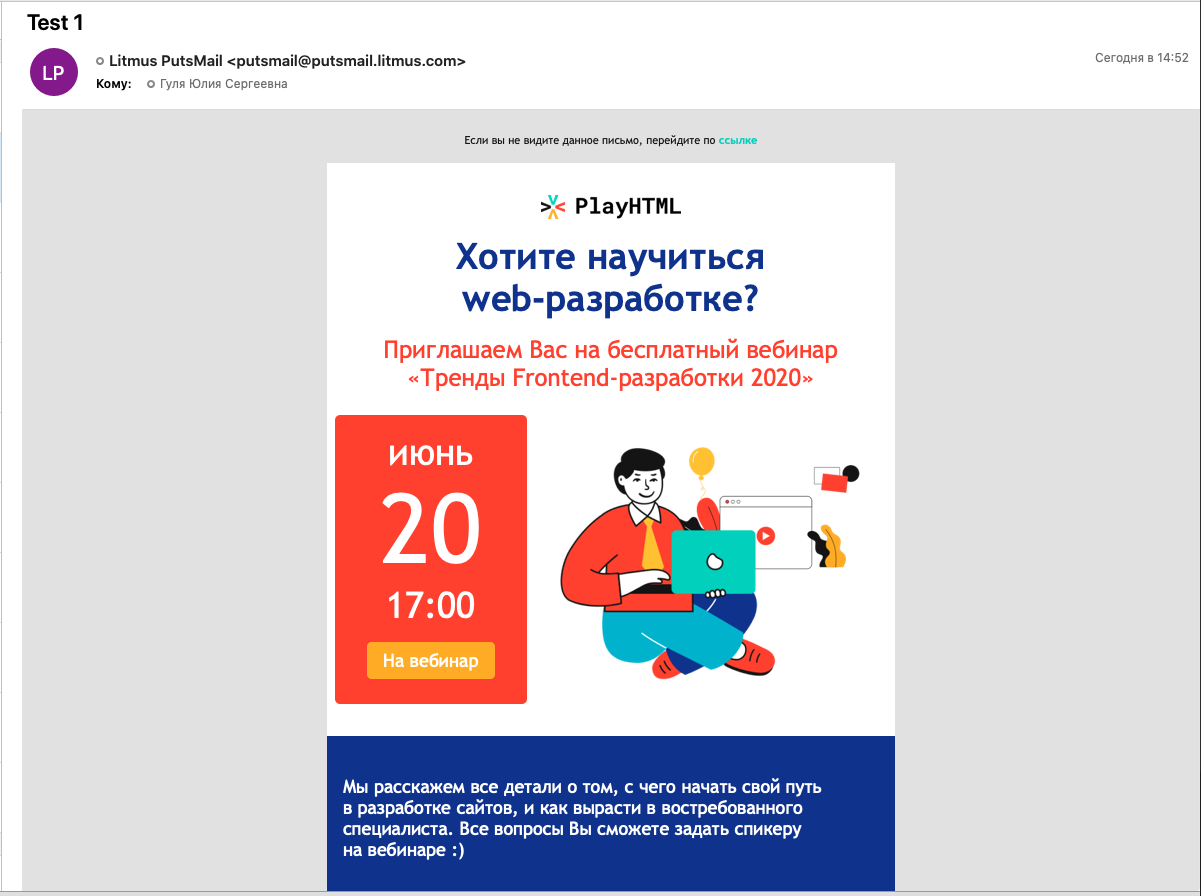 Test 1
LP
Litmus PutsMail <putsmail@putsmail.litmus.com>
Сегодня в 14:52
Кому: Гуля Юлия Сергеевна
Если вы не видите данное письмо, перейдите по ссылке
PlayHTML
Хотите научиться
web-разработке?
Приглашаем Вас на бесплатный вебинар
«Тренды Frontend-разработки 2020»
ИЮНЬ
20
17:00
На вебинар
Мы расскажем все детали о том, с чего начать свой путь
в разработке сайтов, и как вырасти в востребованного
специалиста. Все вопросы Вы сможете задать спикеру
на вебинаре :)